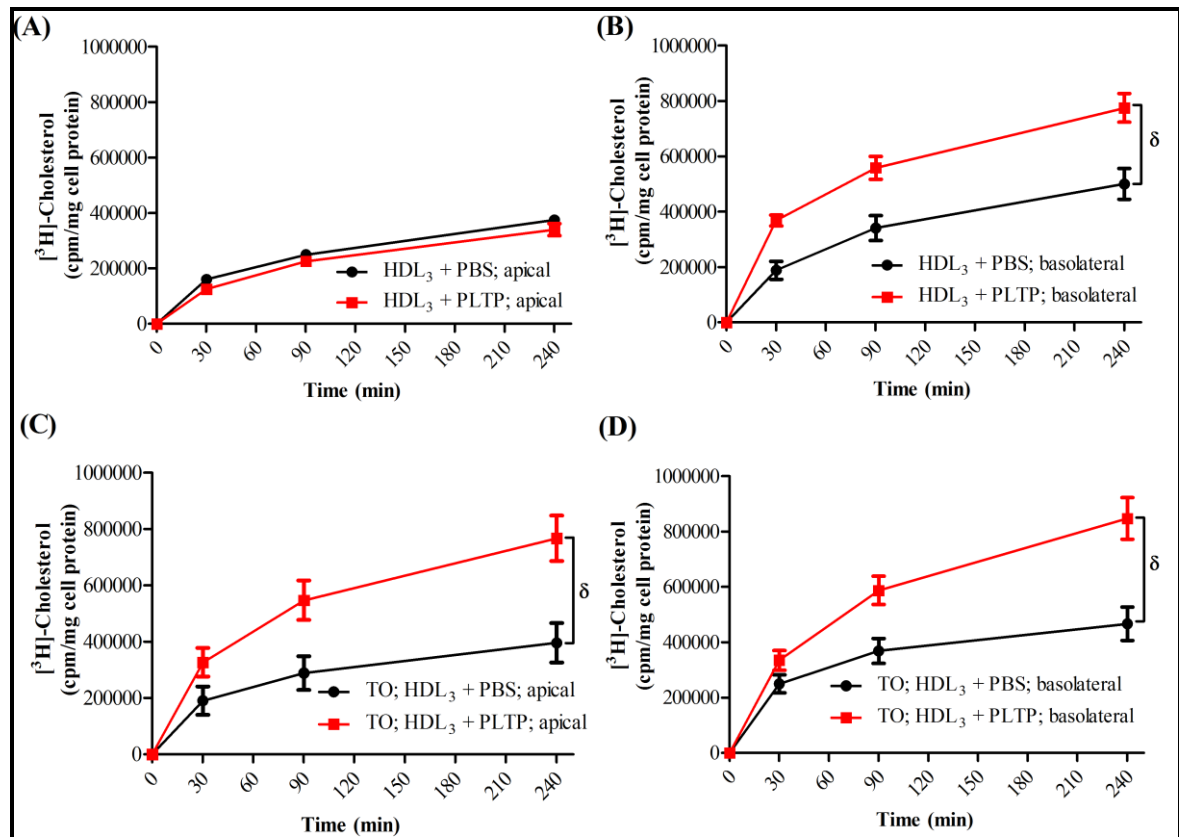 (A)
[³H]-Cholesterol
(cpm/mg cell protein)
1000000
800000
600000
400000
200000
0
HDL₃ + PBS; apical
HDL₃ + PLTP; apical
0 30 60 90 120 150 180 210 240
Time (min)
(B)
[³H]-Cholesterol
(cpm/mg cell protein)
1000000
800000
600000
400000
200000
0
δ
HDL₃ + PBS; basolateral
HDL₃ + PLTP; basolateral
0 30 60 90 120 150 180 210 240
Time (min)
(C)
[³H]-Cholesterol
(cpm/mg cell protein)
1000000
800000
600000
400000
200000
0
δ
TO; HDL₃ + PBS; apical
TO; HDL₃ + PLTP; apical
0 30 60 90 120 150 180 210 240
Time (min)
(D)
[³H]-Cholesterol
(cpm/mg cell protein)
1000000
800000
600000
400000
200000
0
δ
TO; HDL₃ + PBS; basolateral
TO; HDL₃ + PLTP; basolateral
0 30 60 90 120 150 180 210 240
Time (min)